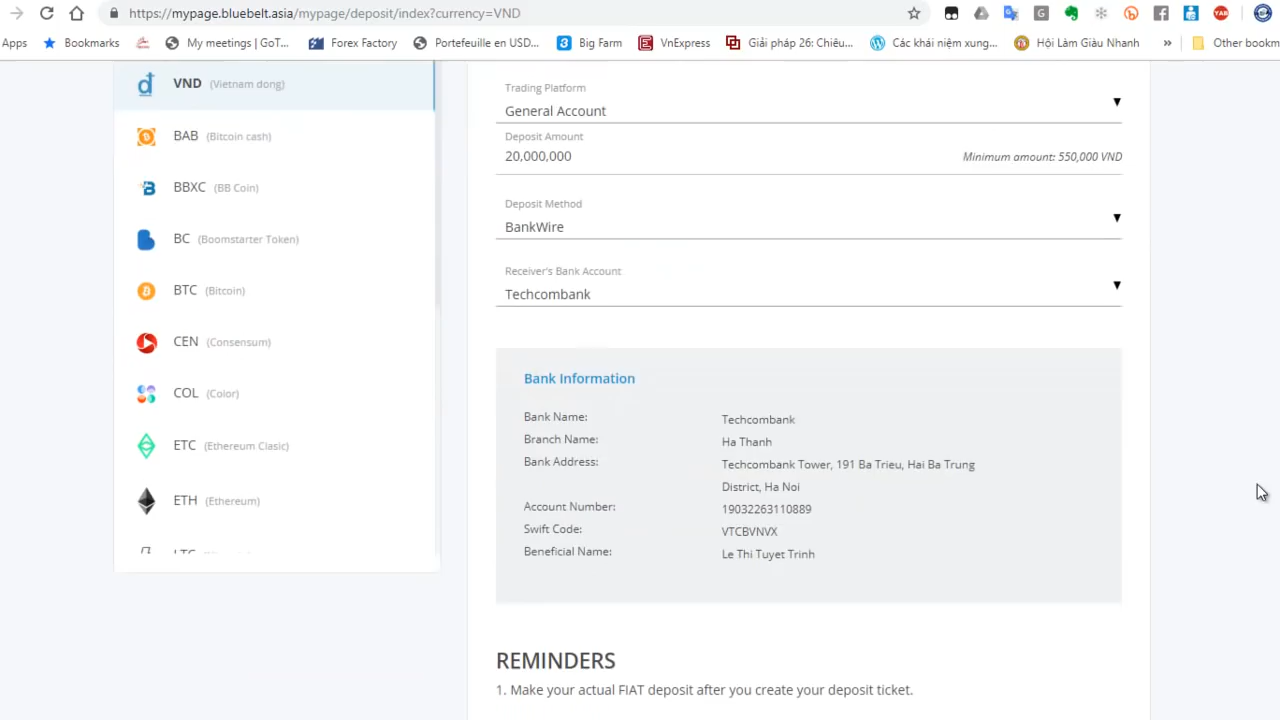 https://mypage.bluebelt.asia/mypage/deposit/index?currency=VND
Apps Bookmarks My meetings | GoT... Forex Factory Portefeuille en USD... Big Farm VnExpress Giải pháp 26: Chiêu... Các khái niệm xung... Hội Làm Giàu Nhanh » Other bookm
VND (Vietnam dong)
BAB (Bitcoin cash)
BBXC (BB Coin)
BC (Boomstarter Token)
BTC (Bitcoin)
CEN (Consensum)
COL (Color)
ETC (Ethereum Clasic)
ETH (Ethereum)
Trading Platform
General Account
Deposit Amount
20,000,000 Minimum amount: 550,000 VND
Deposit Method
BankWire
Receiver's Bank Account
Techcombank
Bank Information
Bank Name: Techcombank
Branch Name: Ha Thanh
Bank Address: Techcombank Tower, 191 Ba Trieu, Hai Ba Trung
District, Ha Noi
Account Number: 19032263110889
Swift Code: VTCBVNVX
Beneficial Name: Le Thi Tuyet Trinh
REMINDERS
1. Make your actual FIAT deposit after you create your deposit ticket.